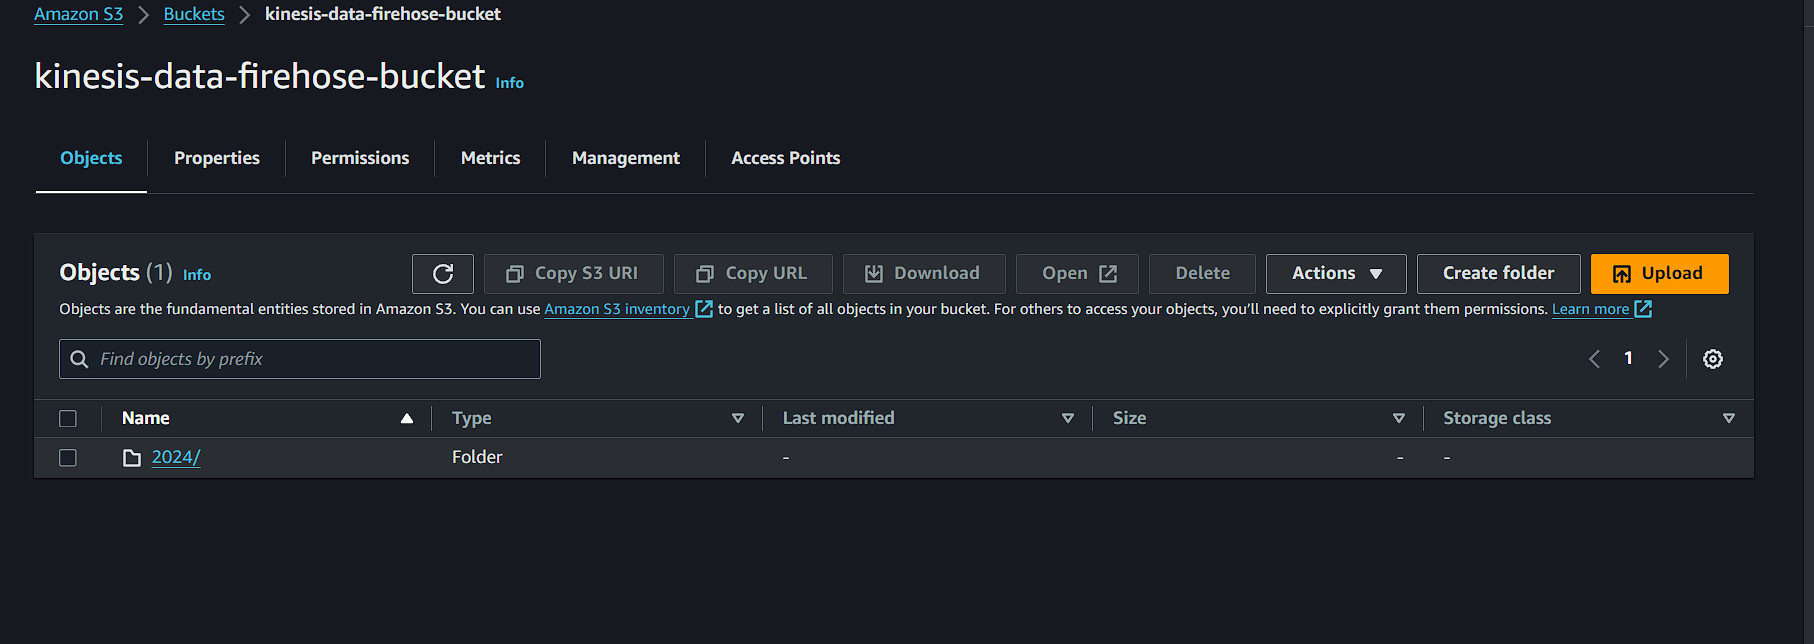 Amazon S3 > Buckets > kinesis-data-firehose-bucket
kinesis-data-firehose-bucket Info
Objects Properties Permissions Metrics Management Access Points
Objects (1) Info Copy S3 URI Copy URL Download Open Delete Actions Create folder Upload
Objects are the fundamental entities stored in Amazon S3. You can use Amazon S3 inventory to get a list of all objects in your bucket. For others to access your objects, you’ll need to explicitly grant them permissions. Learn more
Find objects by prefix 1
Name Type Last modified Size Storage class
2024/ Folder - - -